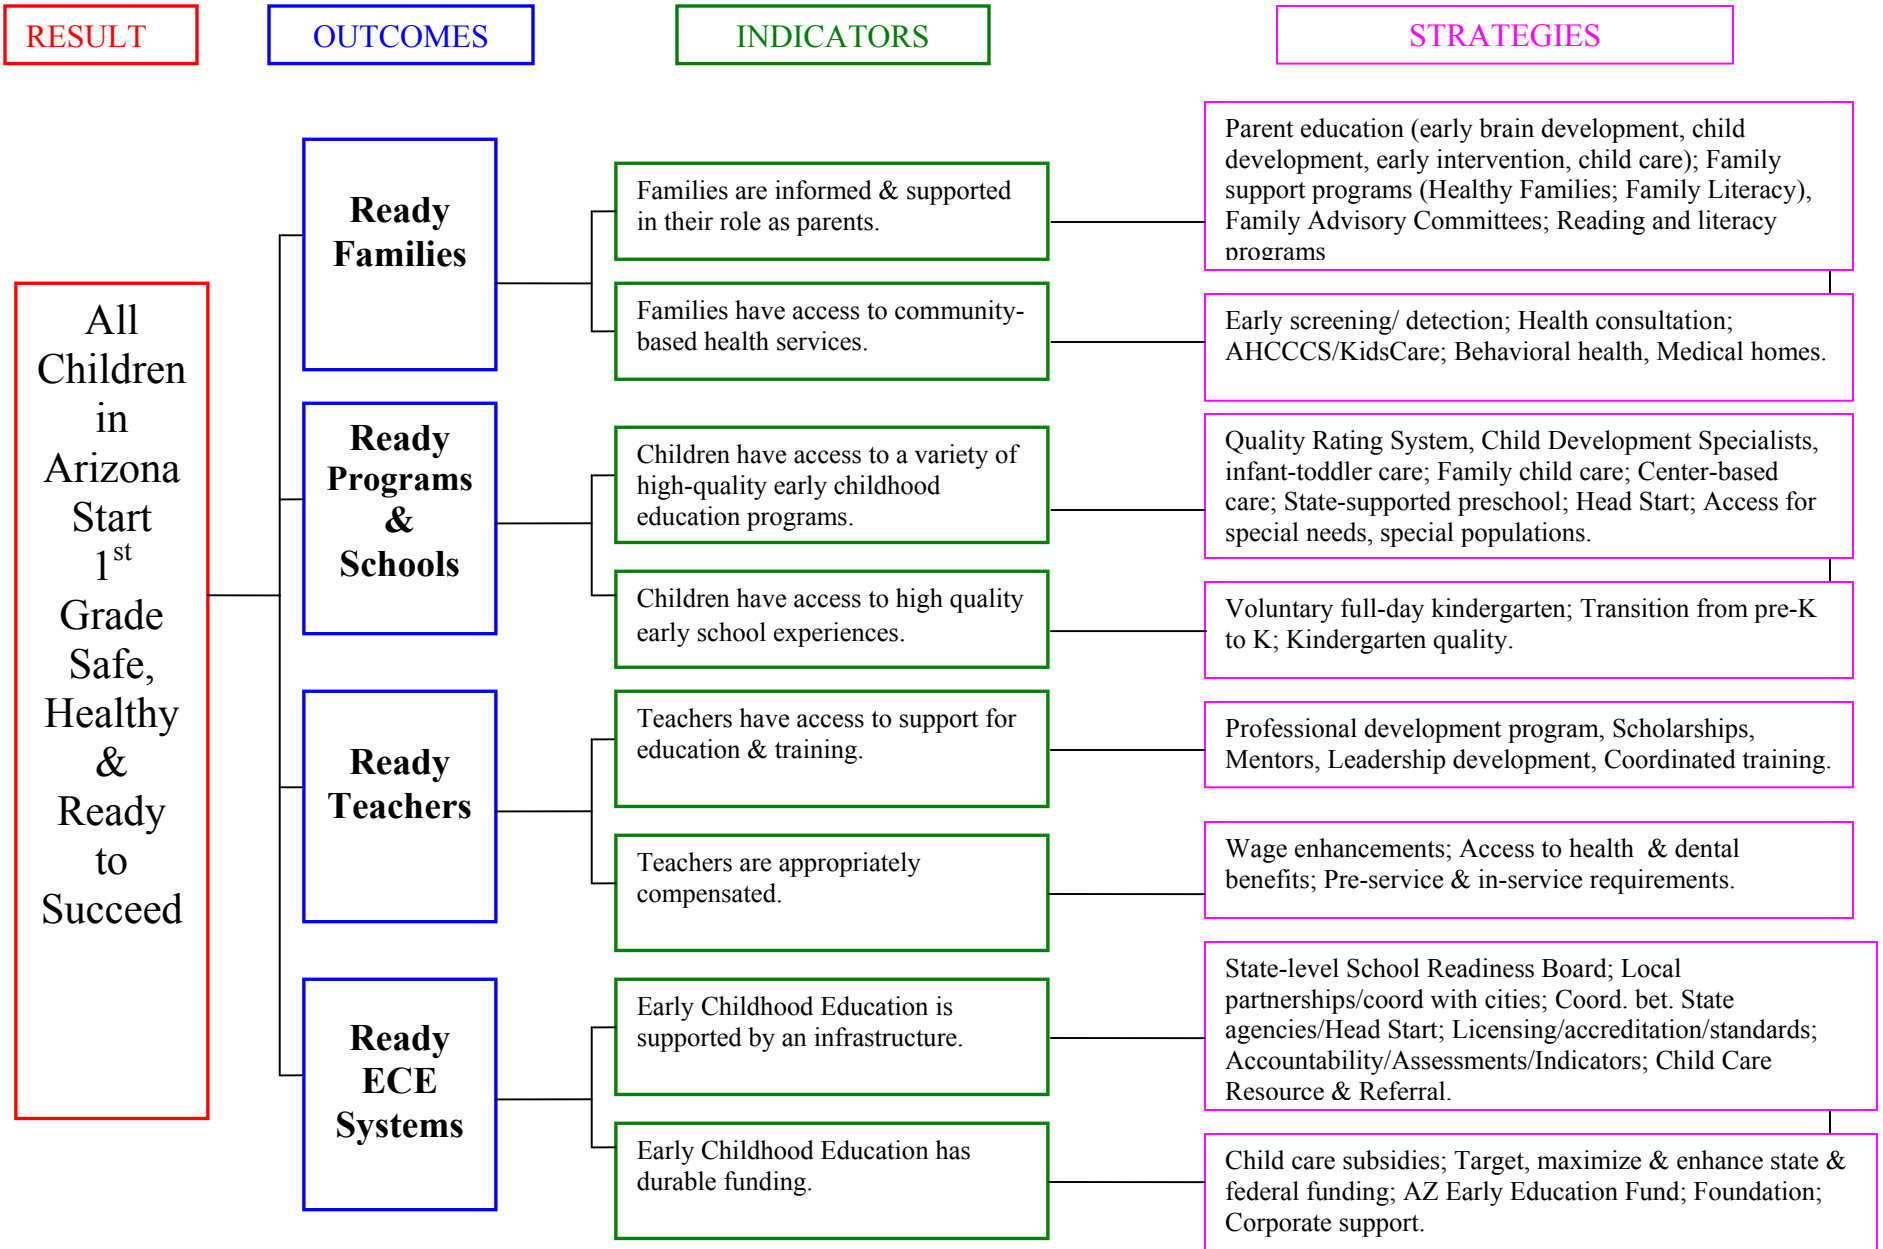 RESULT
OUTCOMES
INDICATORS
STRATEGIES
All
Children
in
Arizona
Start
1st
Grade
Safe,
Healthy
&
Ready
to
Succeed
Ready
Families
Families are informed & supported
in their role as parents.
Parent education (early brain development, child
development, early intervention, child care); Family
support programs (Healthy Families; Family Literacy),
Family Advisory Committees; Reading and literacy
programs
Families have access to community-
based health services.
Early screening/ detection; Health consultation;
AHCCCS/KidsCare; Behavioral health, Medical homes.
Ready
Programs
&
Schools
Children have access to a variety of
high-quality early childhood
education programs.
Quality Rating System, Child Development Specialists,
infant-toddler care; Family child care; Center-based
care; State-supported preschool; Head Start; Access for
special needs, special populations.
Children have access to high quality
early school experiences.
Voluntary full-day kindergarten; Transition from pre-K
to K; Kindergarten quality.
Ready
Teachers
Teachers have access to support for
education & training.
Professional development program, Scholarships,
Mentors, Leadership development, Coordinated training.
Teachers are appropriately
compensated.
Wage enhancements; Access to health & dental
benefits; Pre-service & in-service requirements.
Ready
ECE
Systems
Early Childhood Education is
supported by an infrastructure.
State-level School Readiness Board; Local
partnerships/coord with cities; Coord. bet. State
agencies/Head Start; Licensing/accreditation/standards;
Accountability/Assessments/Indicators; Child Care
Resource & Referral.
Early Childhood Education has
durable funding.
Child care subsidies; Target, maximize & enhance state &
federal funding; AZ Early Education Fund; Foundation;
Corporate support.